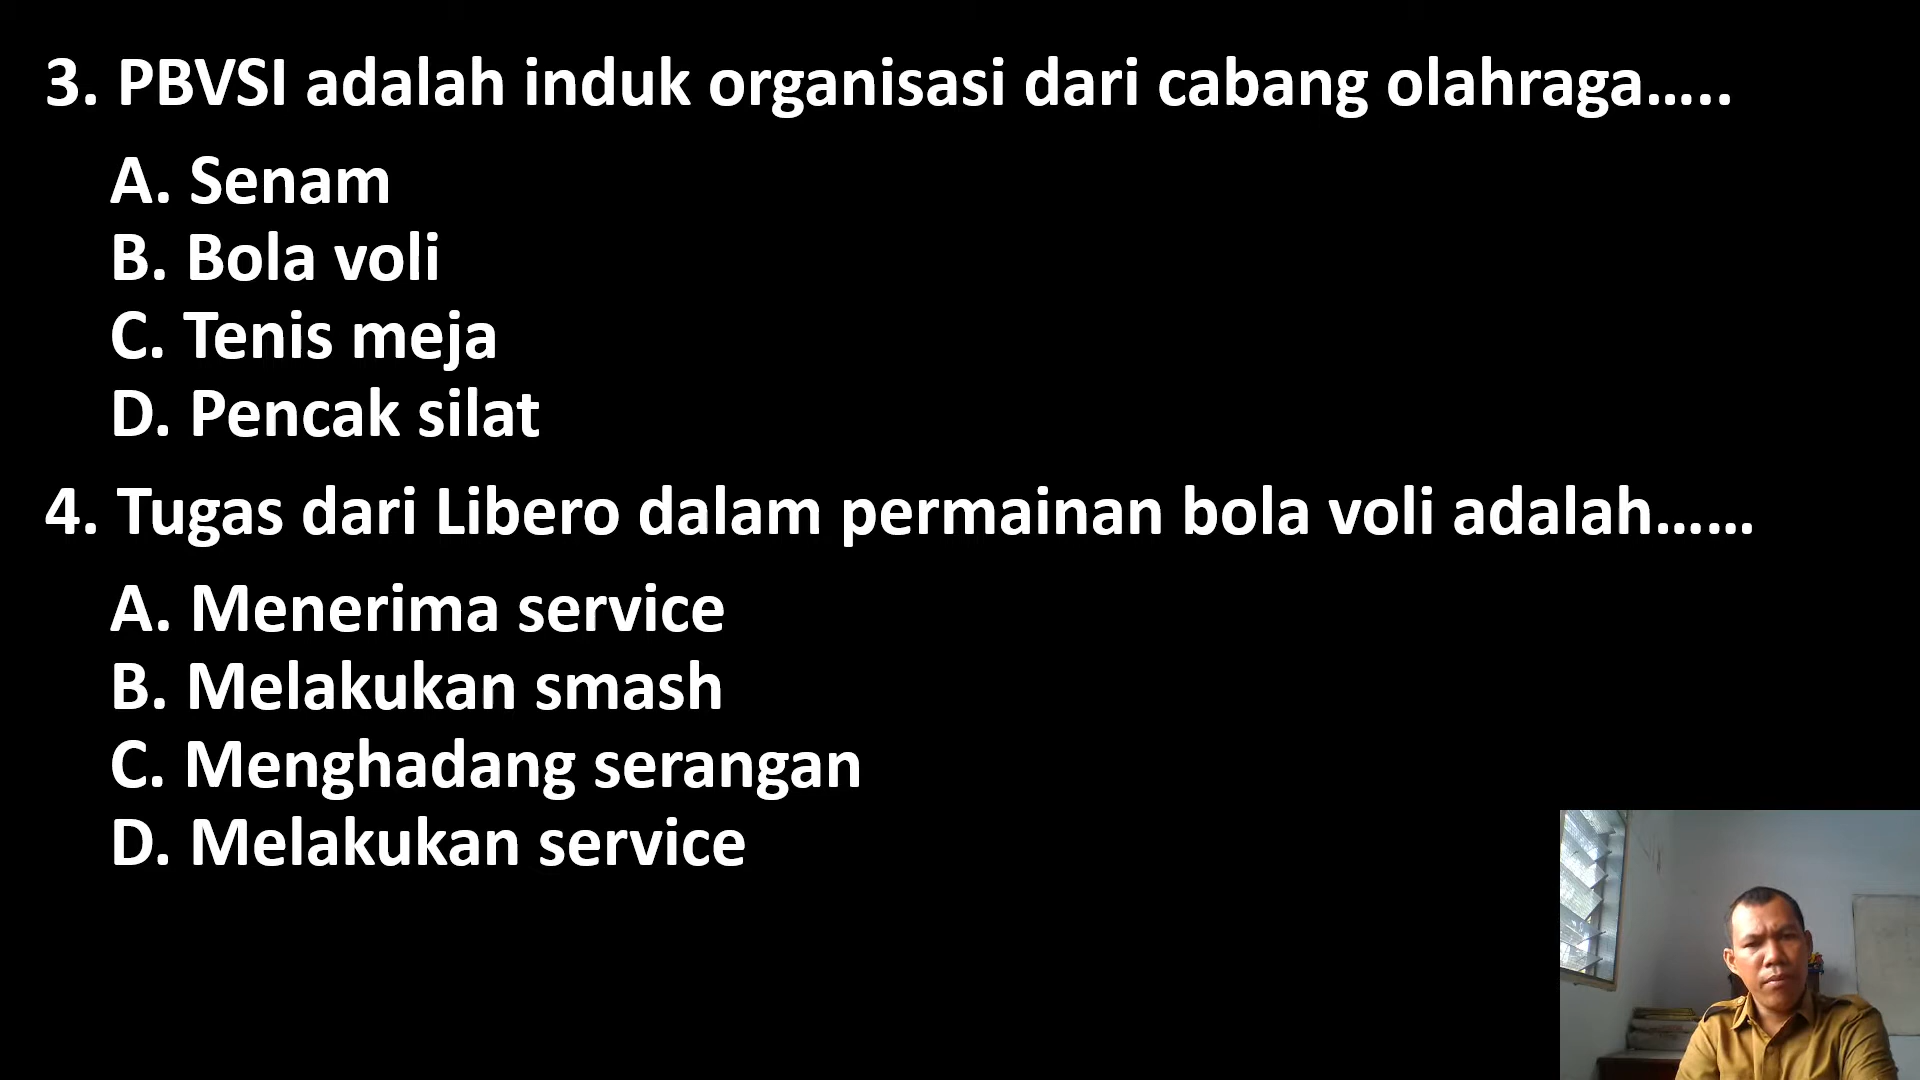 3. PBVSI adalah induk organisasi dari cabang olahraga.....
A. Senam
B. Bola voli
C. Tenis meja
D. Pencak silat
4. Tugas dari Libero dalam permainan bola voli adalah......
A. Menerima service
B. Melakukan smash
C. Menghadang serangan
D. Melakukan service